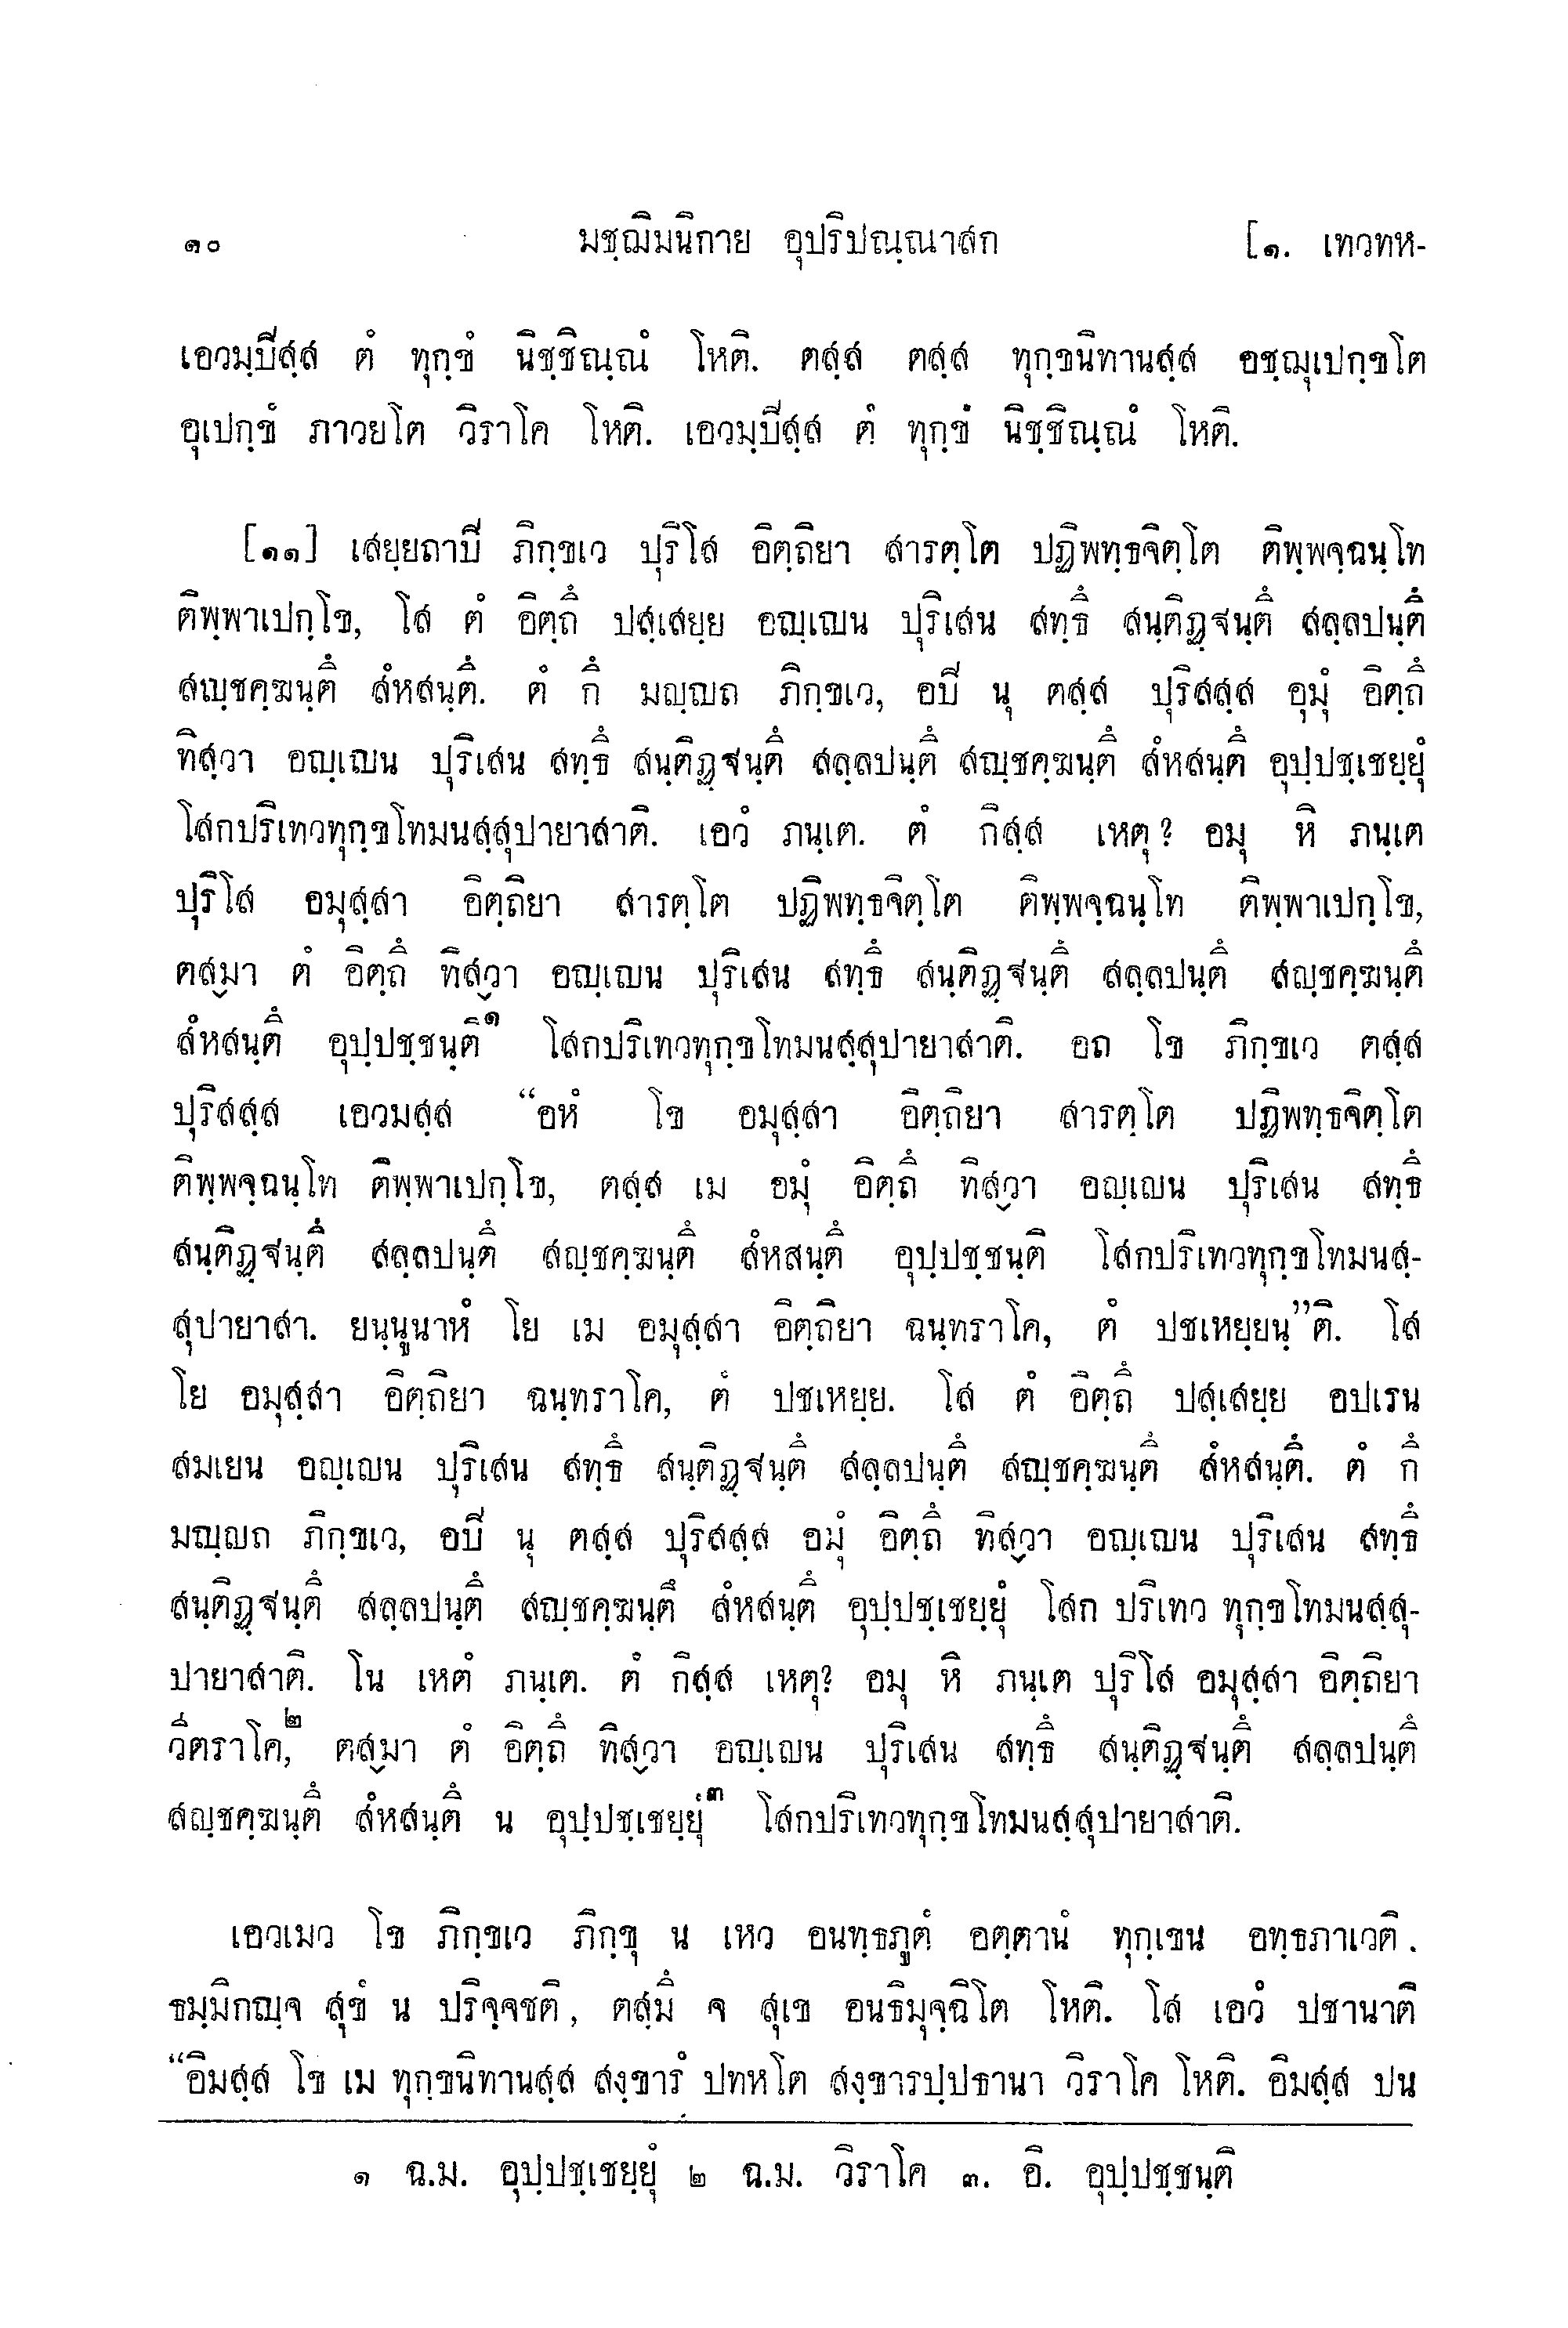 ๑๐ มชฺฌิมนิกาย อุปริปณฺณาสก [๑. เทวทห-
เอวมฺปิสฺส ตํ ทุกฺขํ นิชฺชิณฺณํ โหติ. ตสฺส ตสฺส ทุกฺขนิทานสฺส อชฺฌุเปกฺขโต
อุเปกฺขํ ภาวยโต วิราโค โหติ. เอวมฺปิสฺส ตํ ทุกฺขํ นิชฺชิณฺณํ โหติ.
[๑๑] เสยฺยถาปิ ภิกฺขเว ปุริโส อิตฺถิยา สารตฺโต ปฏิพทฺธจิตฺโต ติพฺพจฺฉนฺโท
ติพฺพาเปกฺโข, โส ตํ อิตฺถึ ปสฺเสยฺย อญฺเญน ปุริเสน สทฺธึ สนฺติฏฺฐนฺตึ สลฺลปนฺตึ
สญฺชคฺฆนฺตึ สํหสนฺตึ. ตํ กึ มญฺญถ ภิกฺขเว, อปิ นุ ตสฺส ปุริสสฺส อุมุํ อิตฺถึ
ทิสฺวา อญฺเญน ปุริเสน สทฺธึ สนฺติฏฺฐนฺตึ สลฺลปนฺตึ สญฺชคฺฆนฺตึ สํหสนฺตึ อุปฺปชฺเชยฺยุํ
โสกปริเทวทุกฺขโทมนสฺสุปายาสาติ. เอวํ ภนฺเต. ตํ กิสฺส เหตุ? อมุ หิ ภนฺเต
ปุริโส อมุสฺสา อิตฺถิยา สารตฺโต ปฏิพทฺธจิตฺโต ติพฺพจฺฉนฺโท ติพฺพาเปกฺโข,
ตสฺมา ตํ อิตฺถึ ทิสฺวา อญฺเญน ปุริเสน สทฺธึ สนฺติฏฺฐนฺตึ สลฺลปนฺตึ สญฺชคฺฆนฺตึ
สํหสนฺตึ อุปฺปชฺชนฺติ๑ โสกปริเทวทุกฺขโทมนสฺสุปายาสาติ. อถ โข ภิกฺขเว ตสฺส
ปุริสสฺส เอวมสฺส “อหํ โข อมุสฺสา อิตฺถิยา สารตฺโต ปฏิพทฺธจิตฺโต
ติพฺพจฺฉนฺโท ติพฺพาเปกฺโข, ตสฺส เม อมุํ อิตฺถึ ทิสฺวา อญฺเญน ปุริเสน สทฺธึ
สนฺติฏฺฐนฺตึ สลฺลปนฺตึ สญฺชคฺฆนฺตึ สํหสนฺตึ อุปฺปชฺชนฺติ โสกปริเทวทุกฺขโทมนสฺ-
สุปายาสา. ยนฺนูนาหํ โย เม อมุสฺสา อิตฺถิยา ฉนฺทราโค, ตํ ปชเหยฺยนฺ”ติ. โส
โย อมุสฺสา อิตฺถิยา ฉนฺทราโค, ตํ ปชเหยฺย. โส ตํ อิตฺถึ ปสฺเสยฺย อปเรน
สมเยน อญฺเญน ปุริเสน สทฺธึ สนฺติฏฺฐนฺตึ สลฺลปนฺตึ สญฺชคฺฆนฺตึ สํหสนฺตึ. ตํ กึ
มญฺญถ ภิกฺขเว, อปิ นุ ตสฺส ปุริสสฺส อมุํ อิตฺถึ ทิสฺวา อญฺเญน ปุริเสน สทฺธึ
สนฺติฏฺฐนฺตึ สลฺลปนฺตึ สญฺชคฺฆนฺตึ สํหสนฺตึ อุปฺปชฺเชยฺยุํ โสก ปริเทว ทุกฺขโทมนสฺสุ-
ปายาสาติ. โน เหตํ ภนฺเต. ตํ กิสฺส เหตุ? อมุ หิ ภนฺเต ปุริโส อมุสฺสา อิตฺถิยา
วีตราโค,๒ ตสฺมา ตํ อิตฺถึ ทิสฺวา อญฺเญน ปุริเสน สทฺธึ สนฺติฏฺฐนฺตึ สลฺลปนฺตึ
สญฺชคฺฆนฺตึ สํหสนฺตึ น อุปฺปชฺเชยฺยุํ๓ โสกปริเทวทุกฺขโทมนสฺสุปายาสาติ.
เอวเมว โข ภิกฺขเว ภิกฺขุ น เหว อนทฺธภูตํ อตฺตานํ ทุกฺเขน อทฺธภาเวติ.
ธมฺมิกญฺจ สุขํ น ปริจฺจชติ, ตสฺมึ จ สุเข อนธิมุจฺฉิโต โหติ. โส เอวํ ปชานาติ
“อิมสฺส โข เม ทุกฺขนิทานสฺส สงฺขารํ ปทหโต สงฺขารปฺปธานา วิราโค โหติ. อิมสฺส ปน
๑ ฉ.ม. อุปฺปชฺเชยฺยุํ ๒ ฉ.ม. วิราโค ๓. อิ. อุปฺปชฺชนฺติ